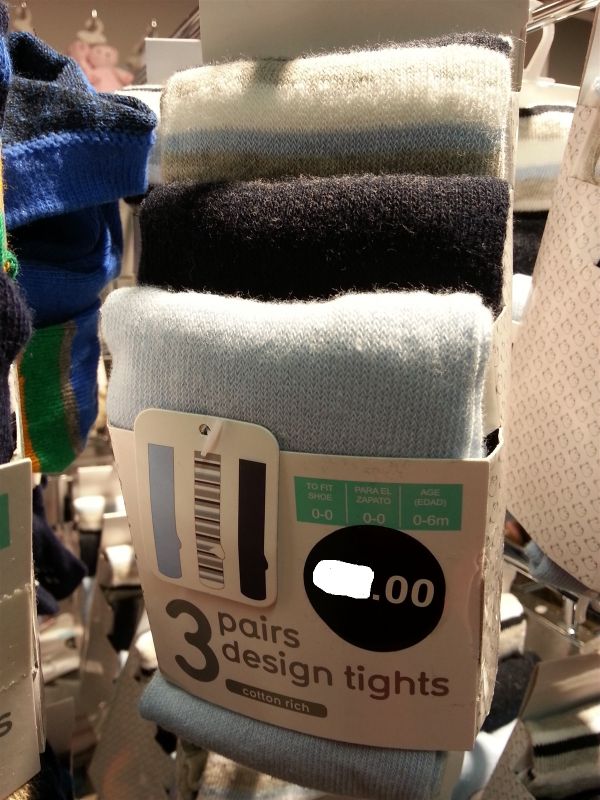 TO FIT SHOE
0-0
PARA EL ZAPATO
0-0
AGE (EDAD)
0-6m
.00
3 pairs
design tights
cotton rich
s